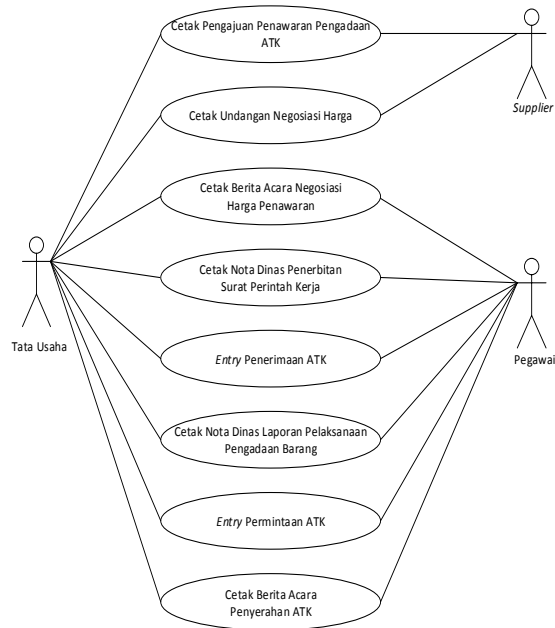 Cetak Pengajuan Penawaran Pengadaan
ATK
Supplier
Cetak Undangan Negosiasi Harga
Cetak Berita Acara Negosiasi
Harga Penawaran
Cetak Nota Dinas Penerbitan
Surat Perintah Kerja
Tata Usaha
Pegawai
Entry Penerimaan ATK
Cetak Nota Dinas Laporan Pelaksanaan
Pengadaan Barang
Entry Permintaan ATK
Cetak Berita Acara
Penyerahan ATK